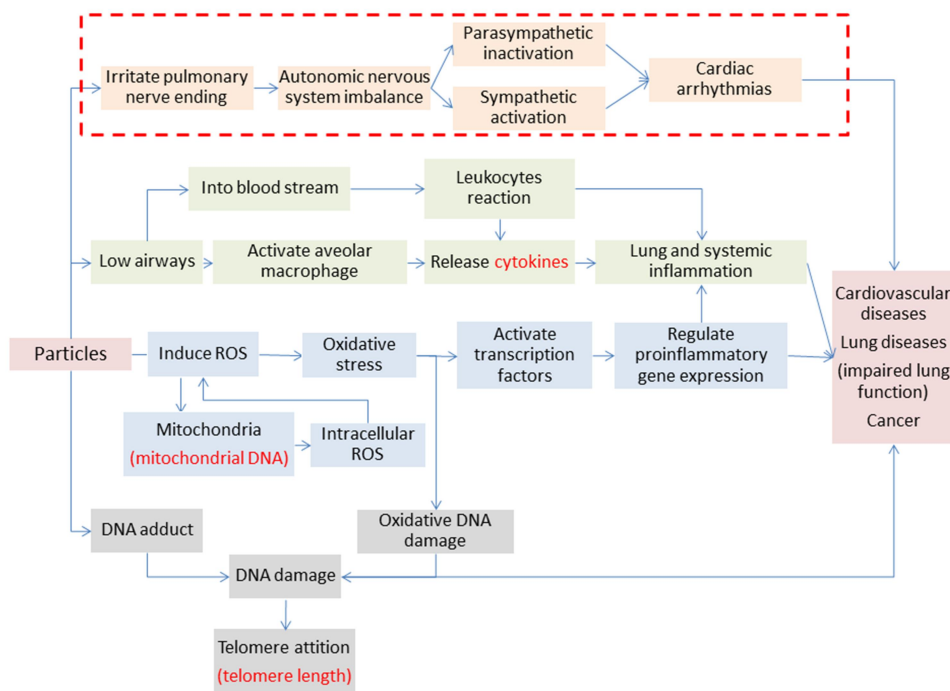 Parasympathetic
inactivation
Irritate pulmonary
nerve ending
Autonomic nervous
system imbalance
Cardiac
arrhythmias
Sympathetic
activation
Into blood stream
Leukocytes
reaction
Low airways
Activate aveolar
macrophage
Release cytokines
Lung and systemic
inflammation
Particles
Induce ROS
Oxidative
stress
Activate
transcription
factors
Regulate
proinflammatory
gene expression
Cardiovascular
diseases
Lung diseases
(impaired lung
function)
Cancer
Mitochondria
(mitochondrial DNA)
Intracellular
ROS
DNA adduct
Oxidative DNA
damage
DNA damage
Telomere attition
(telomere length)